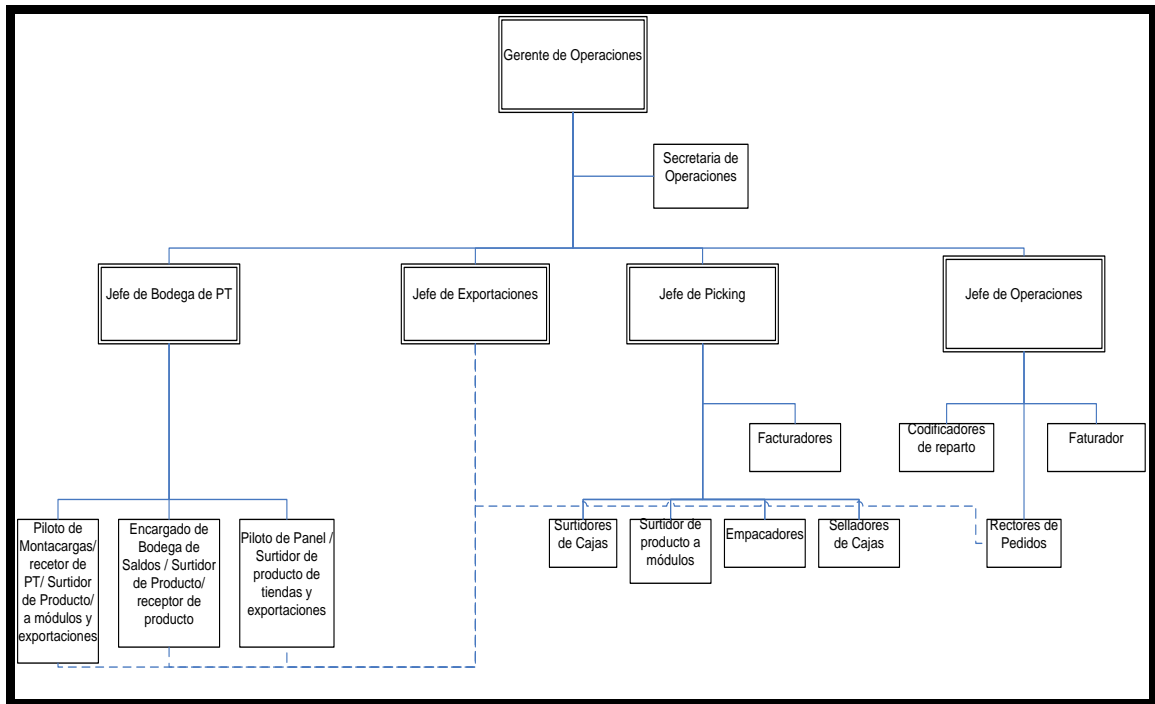 Gerente de Operaciones
Secretaria de
Operaciones
Jefe de Bodega de PT
Jefe de Exportaciones
Jefe de Picking
Jefe de Operaciones
Facturadores
Codificadores
de reparto
Faturador
Piloto de
Montacargas/
recetor de
PT/ Surtidor
de Producto/
a módulos y
exportaciones
Encargado de
Bodega de
Saldos / Surtidor
de Producto/
receptor de
producto
Piloto de Panel /
Surtidor de
producto de
tiendas y
exportaciones
Surtidores
de Cajas
Surtidor de
producto a
módulos
Empacadores
Selladores
de Cajas
Rectores de
Pedidos